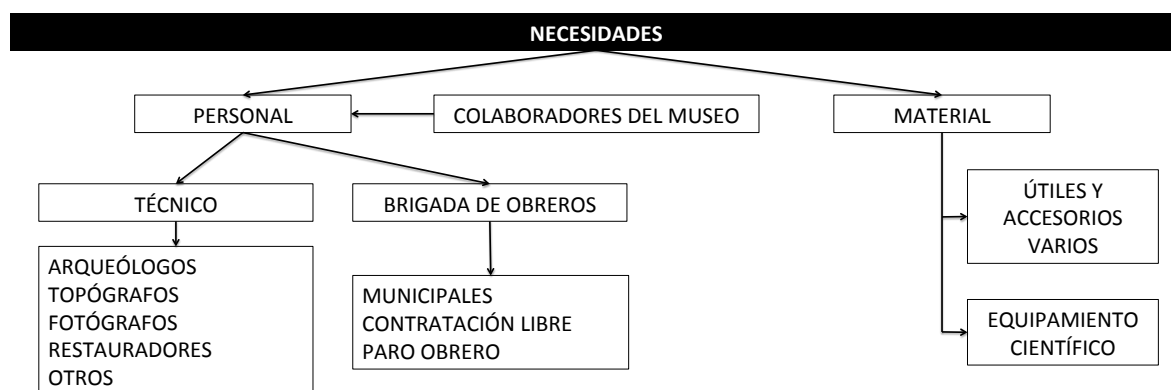 NECESIDADES
PERSONAL
COLABORADORES DEL MUSEO
MATERIAL
TÉCNICO
BRIGADA DE OBREROS
ÚTILES Y
ACCESORIOS
VARIOS
ARQUEÓLOGOS
TOPÓGRAFOS
FOTÓGRAFOS
RESTAURADORES
OTROS
MUNICIPALES
CONTRATACIÓN LIBRE
PARO OBRERO
EQUIPAMIENTO
CIENTÍFICO